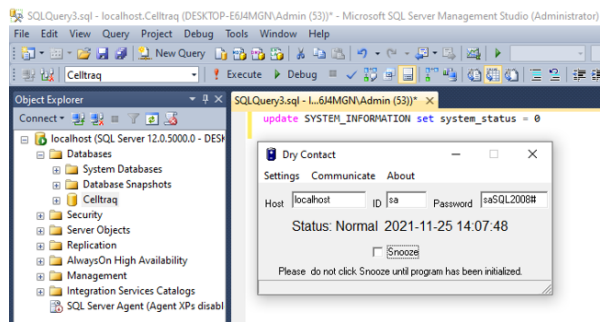 SQLQuery3.sql - localhost.Celltraq (DESKTOP-E6J4MGN\Admin (53))* - Microsoft SQL Server Management Studio (Administrator)
File Edit View Query Project Debug Tools Window Help
New Query
Celltraq Execute Debug
Object Explorer
SQLQuery3.sql - l...6J4MGN\Admin (53))*
Connect
update SYSTEM_INFORMATION set system_status = 0
localhost (SQL Server 12.0.5000.0 - DESK
Databases
System Databases
Database Snapshots
Celltraq
Security
Server Objects
Replication
AlwaysOn High Availability
Management
Integration Services Catalogs
SQL Server Agent (Agent XPs disabl
Dry Contact
Settings Communicate About
Host localhost ID sa Password saSQL2008#
Status: Normal 2021-11-25 14:07:48
Snooze
Please do not click Snooze until program has been initialized.